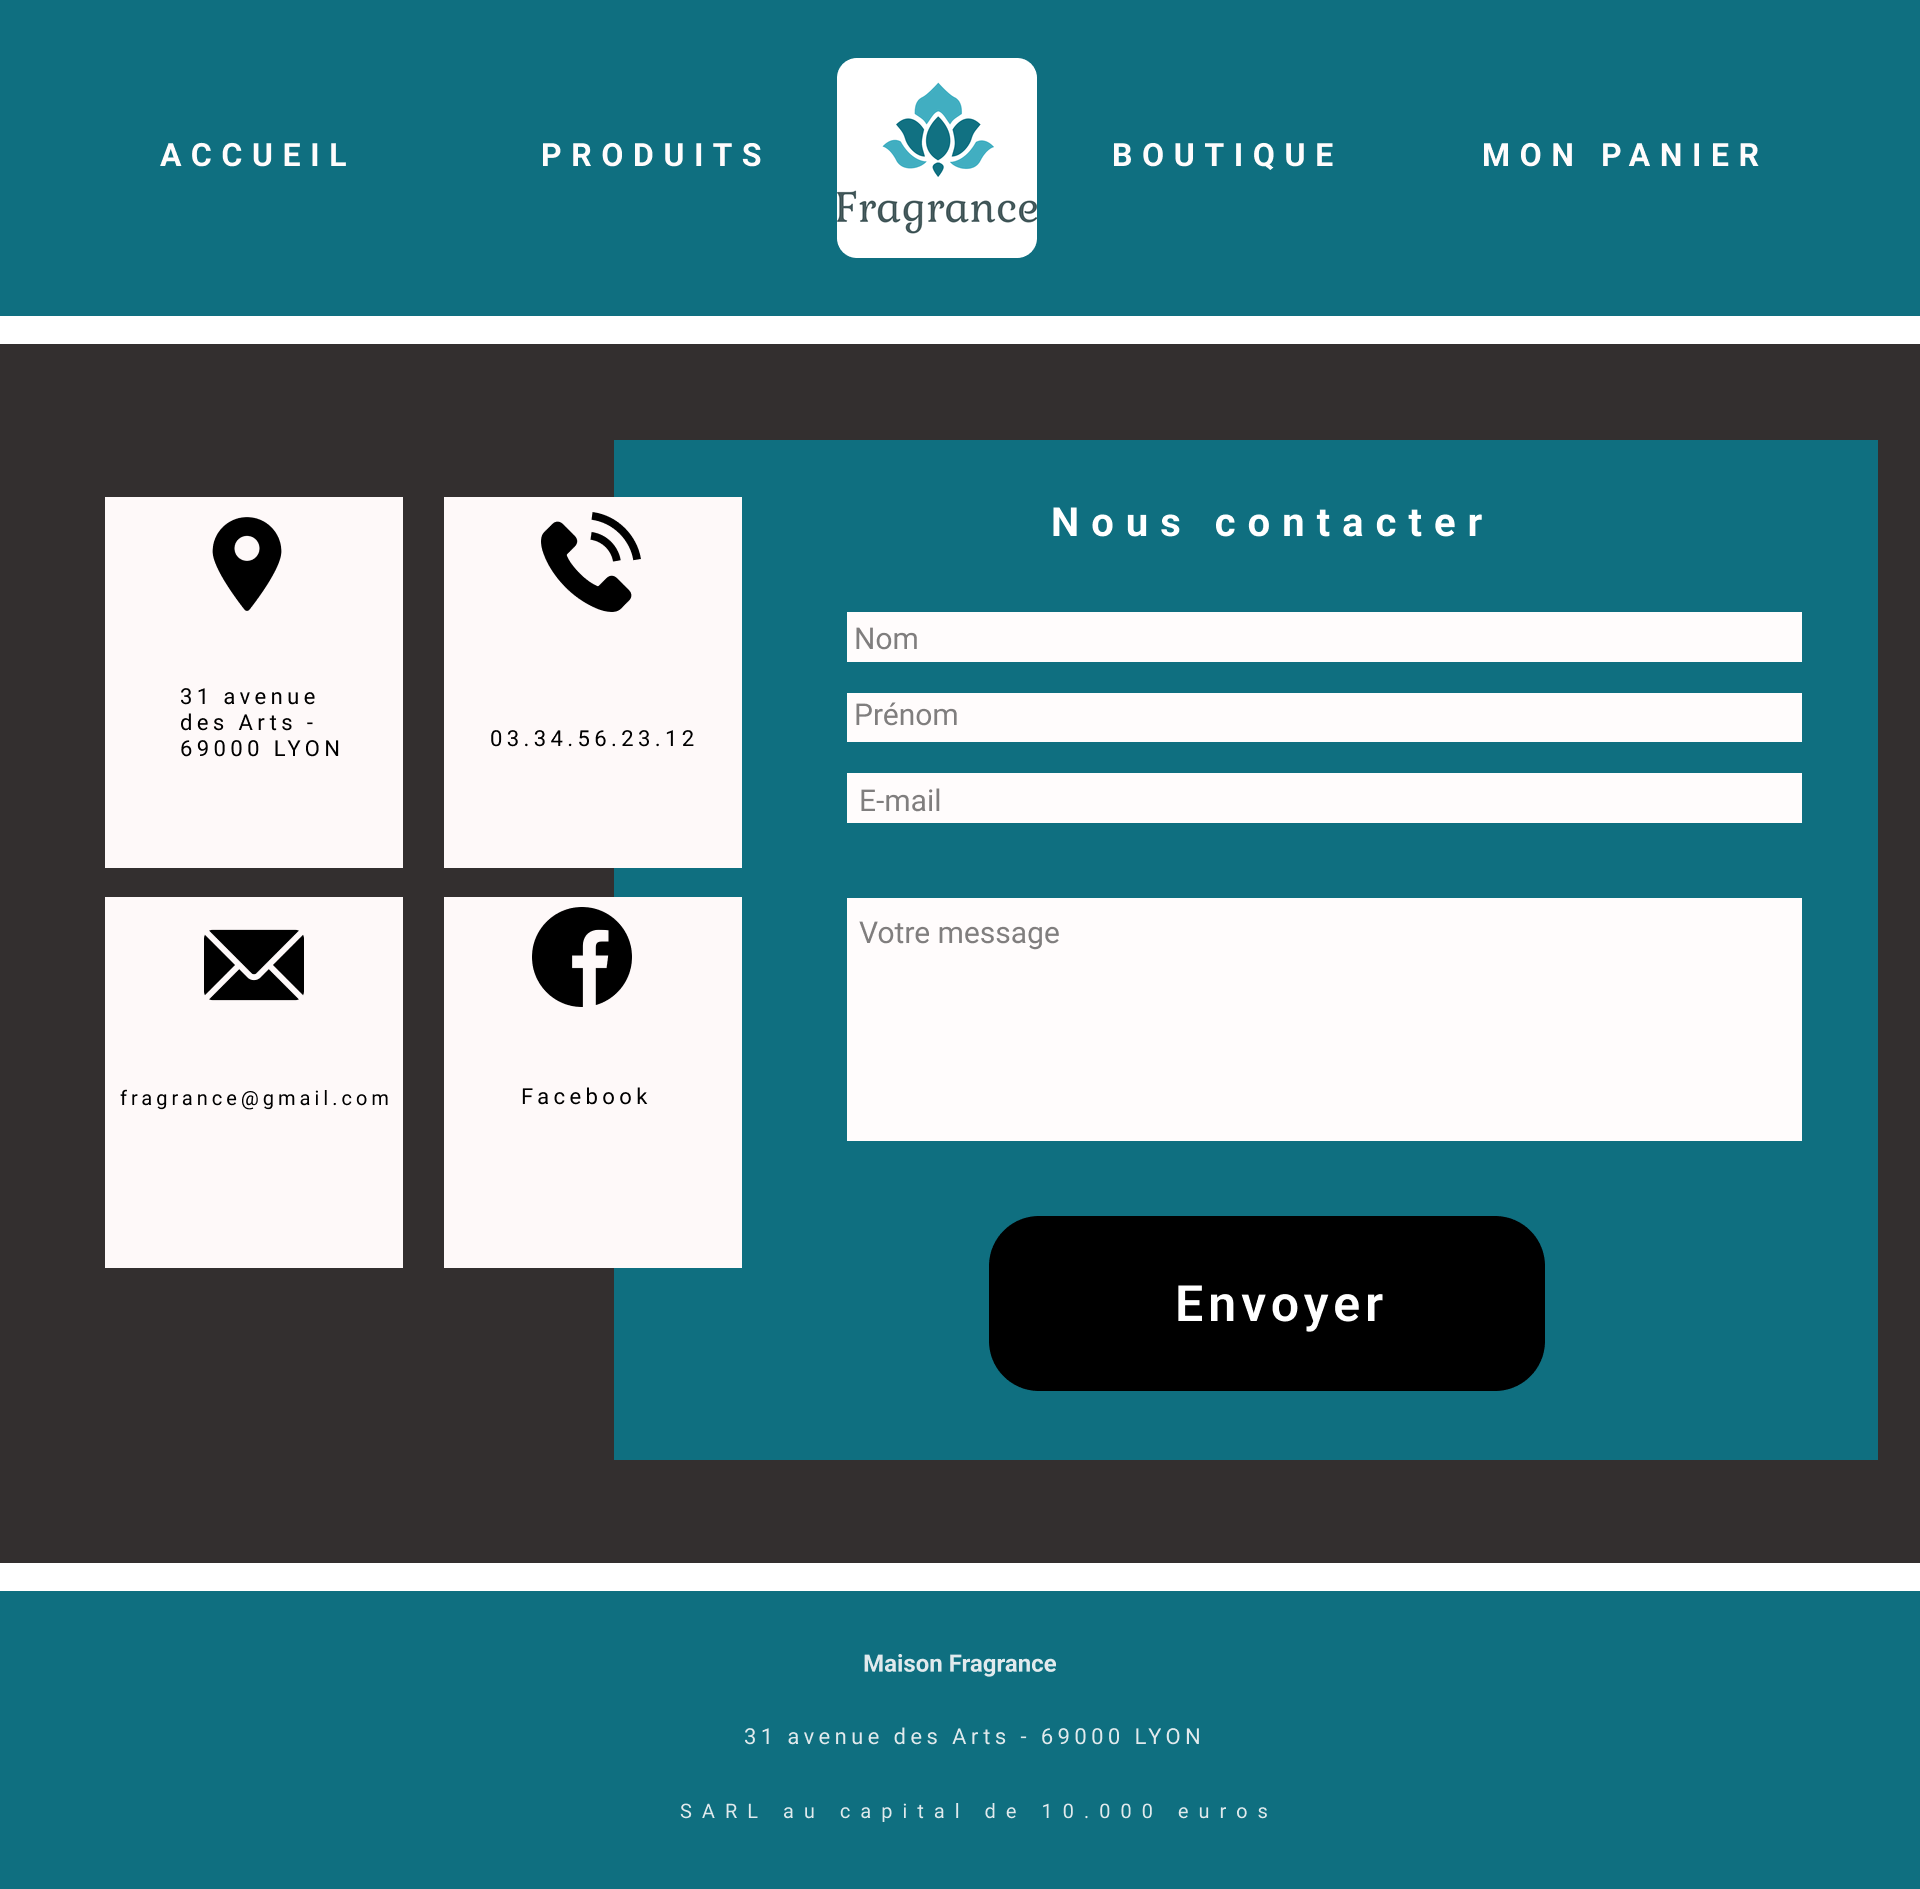 ACCUEIL
PRODUITS
Fragrance
BOUTIQUE
MON PANIER
31 avenue
des Arts -
69000 LYON
03.34.56.23.12
fragrance@gmail.com
Facebook
Nous contacter
Nom
Prénom
E-mail
Votre message
Envoyer
Maison Fragrance
31 avenue des Arts - 69000 LYON
SARL au capital de 10.000 euros